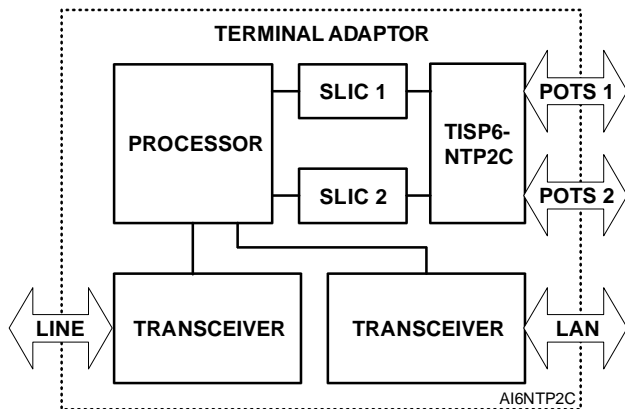 TERMINAL ADAPTOR
SLIC 1
POTS 1
PROCESSOR
TISP6-
NTP2C
SLIC 2
POTS 2
LINE
TRANSCEIVER
TRANSCEIVER
LAN
AI6NTP2C